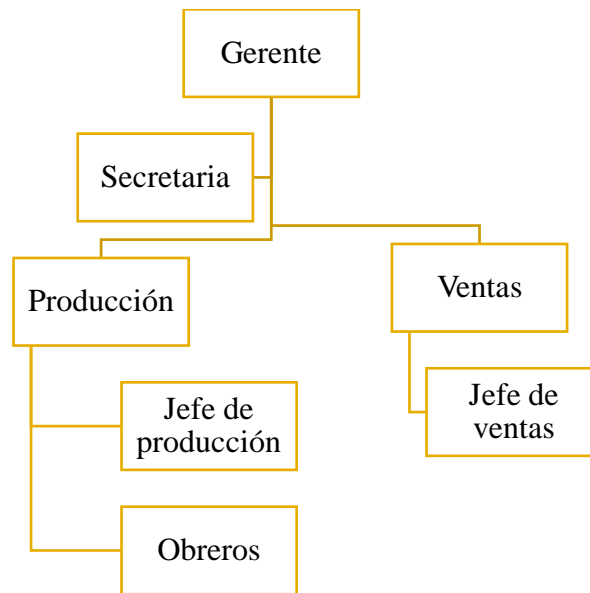 Gerente
Secretaria
Producción
Ventas
Jefe de
producción
Jefe de
ventas
Obreros